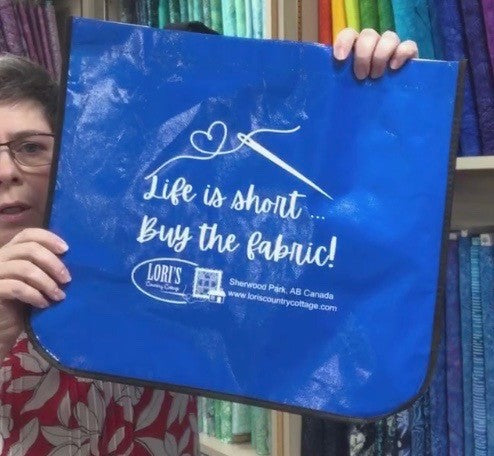 Life is short ...
Buy the fabric!
LORI'S
Country Cottage
Sherwood Park, AB Canada
www.loriscountrycottage.com